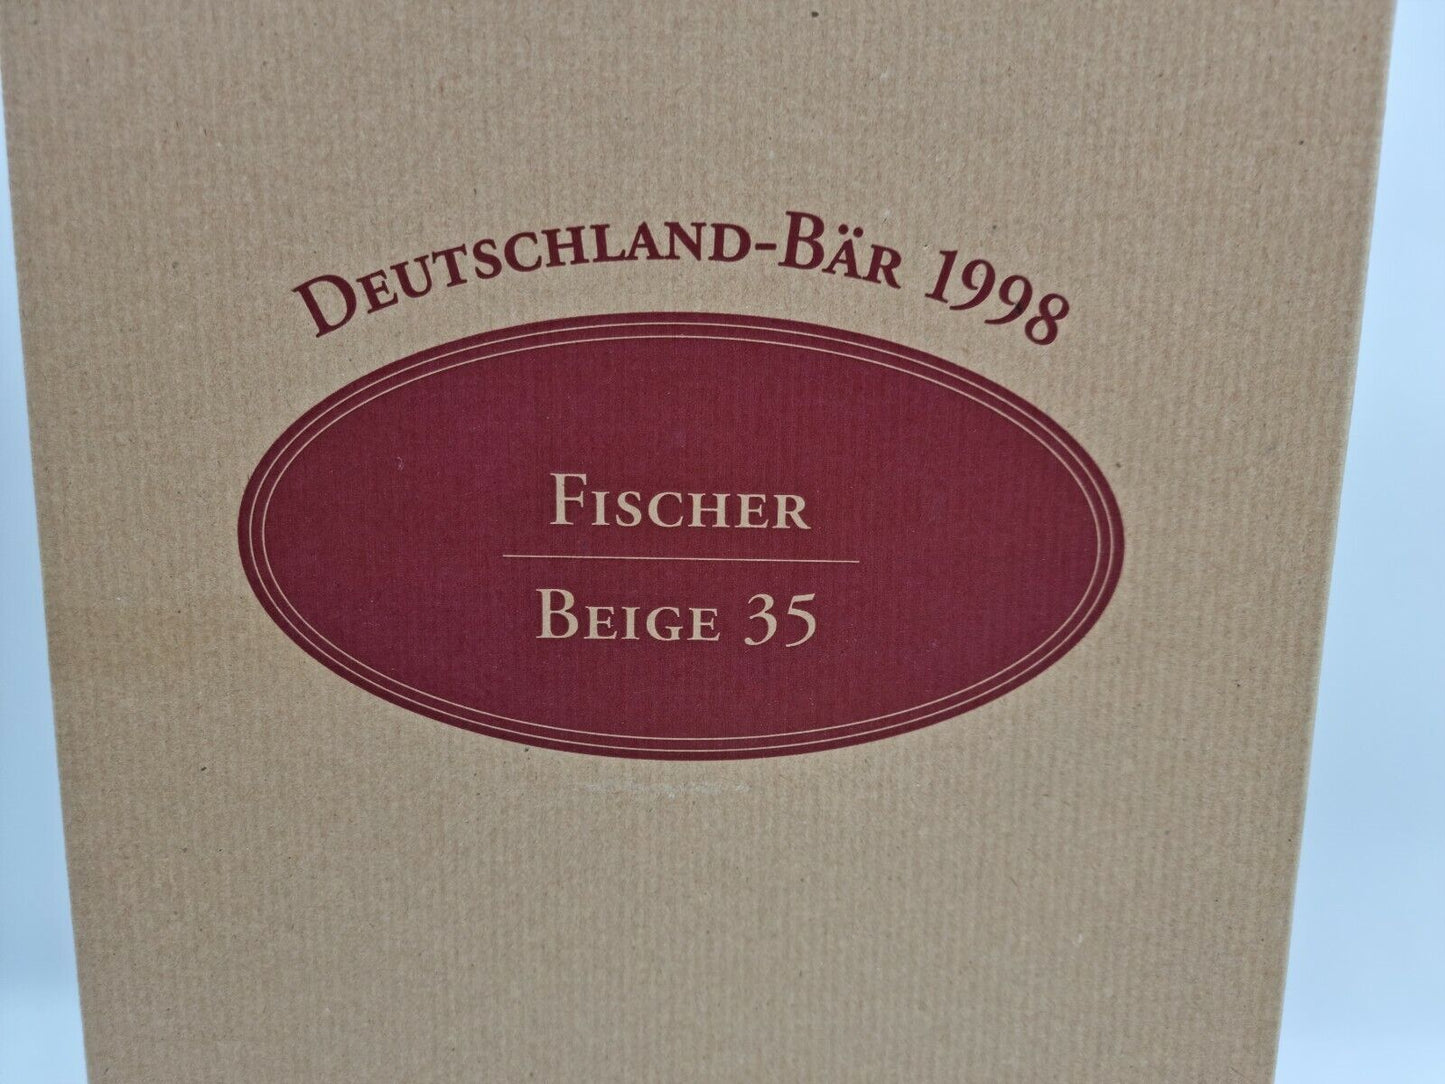 Deutschland-Bär 1998
Fischer
Beige 35